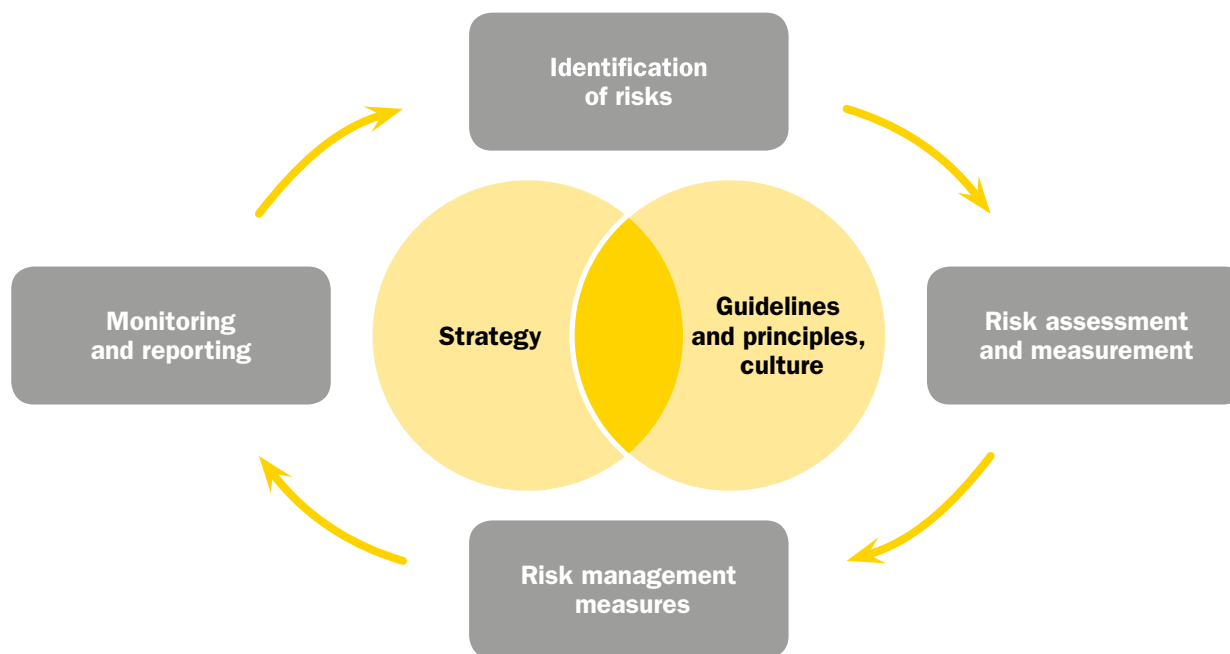 Identification
of risks
Monitoring
and reporting
Strategy
Guidelines
and principles,
culture
Risk assessment
and measurement
Risk management
measures